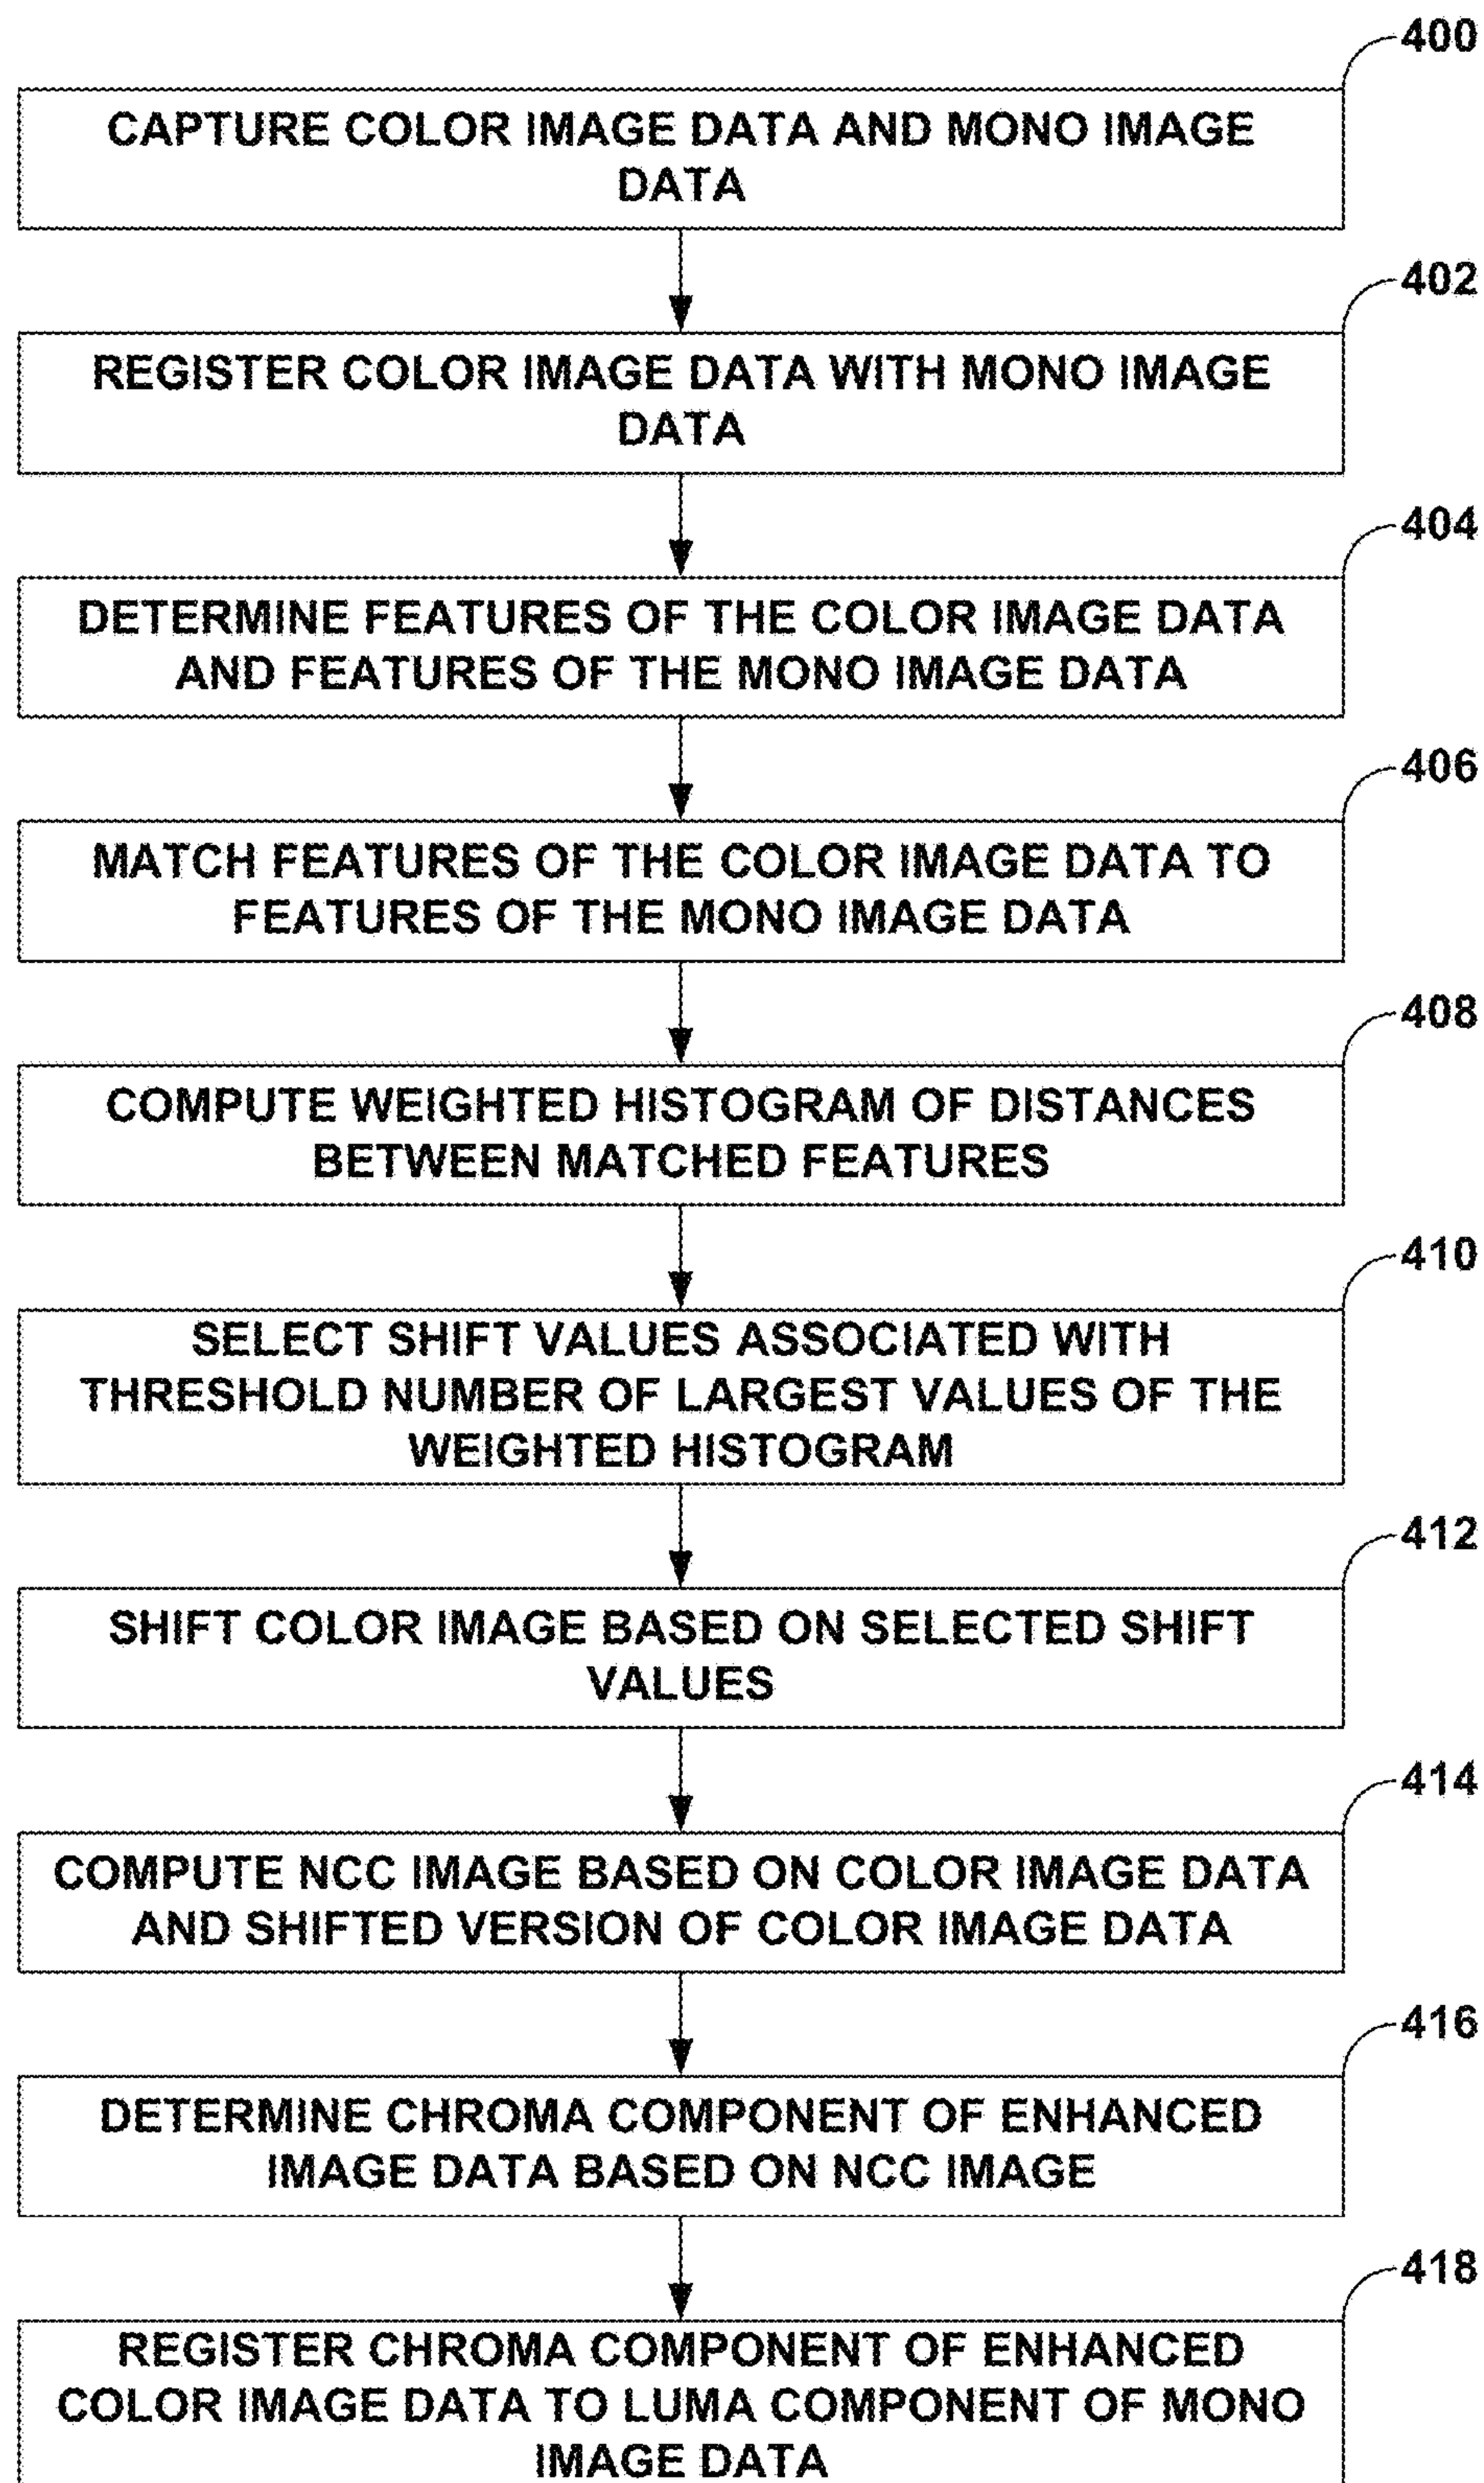 400
CAPTURE COLOR IMAGE DATA AND MONO IMAGE
DATA
402
REGISTER COLOR IMAGE DATA WITH MONO IMAGE
DATA
404
DETERMINE FEATURES OF THE COLOR IMAGE DATA
AND FEATURES OF THE MONO IMAGE DATA
406
MATCH FEATURES OF THE COLOR IMAGE DATA TO
FEATURES OF THE MONO IMAGE DATA
408
COMPUTE WEIGHTED HISTOGRAM OF DISTANCES
BETWEEN MATCHED FEATURES
410
SELECT SHIFT VALUES ASSOCIATED WITH
THRESHOLD NUMBER OF LARGEST VALUES OF THE
WEIGHTED HISTOGRAM
412
SHIFT COLOR IMAGE BASED ON SELECTED SHIFT
VALUES
414
COMPUTE NCC IMAGE BASED ON COLOR IMAGE DATA
AND SHIFTED VERSION OF COLOR IMAGE DATA
416
DETERMINE CHROMA COMPONENT OF ENHANCED
IMAGE DATA BASED ON NCC IMAGE
418
REGISTER CHROMA COMPONENT OF ENHANCED
COLOR IMAGE DATA TO LUMA COMPONENT OF MONO
IMAGE DATA